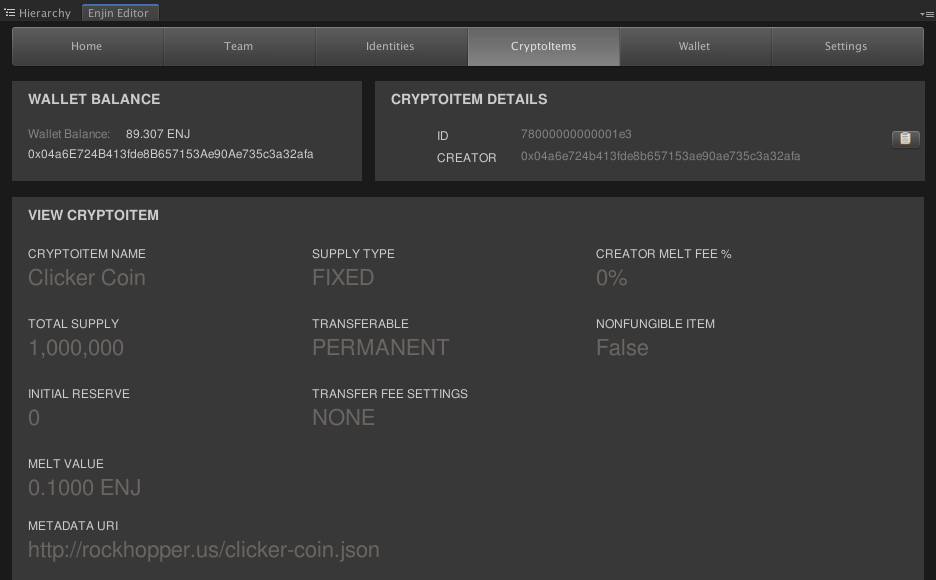 Hierarchy Enjin Editor
Home Team Identities CryptoItems Wallet Settings
WALLET BALANCE
Wallet Balance: 89.307 ENJ
0x04a6E724B413fde8B657153Ae90Ae735c3a32afa
CRYPTOITEM DETAILS
ID 78000000000001e3
CREATOR 0x04a6e724b413fde8b657153ae90ae735c3a32afa
VIEW CRYPTOITEM
CRYPTOITEM NAME SUPPLY TYPE CREATOR MELT FEE %
Clicker Coin FIXED 0%
TOTAL SUPPLY TRANSFERABLE NONFUNGIBLE ITEM
1,000,000 PERMANENT False
INITIAL RESERVE TRANSFER FEE SETTINGS
0 NONE
MELT VALUE
0.1000 ENJ
METADATA URI
http://rockhopper.us/clicker-coin.json